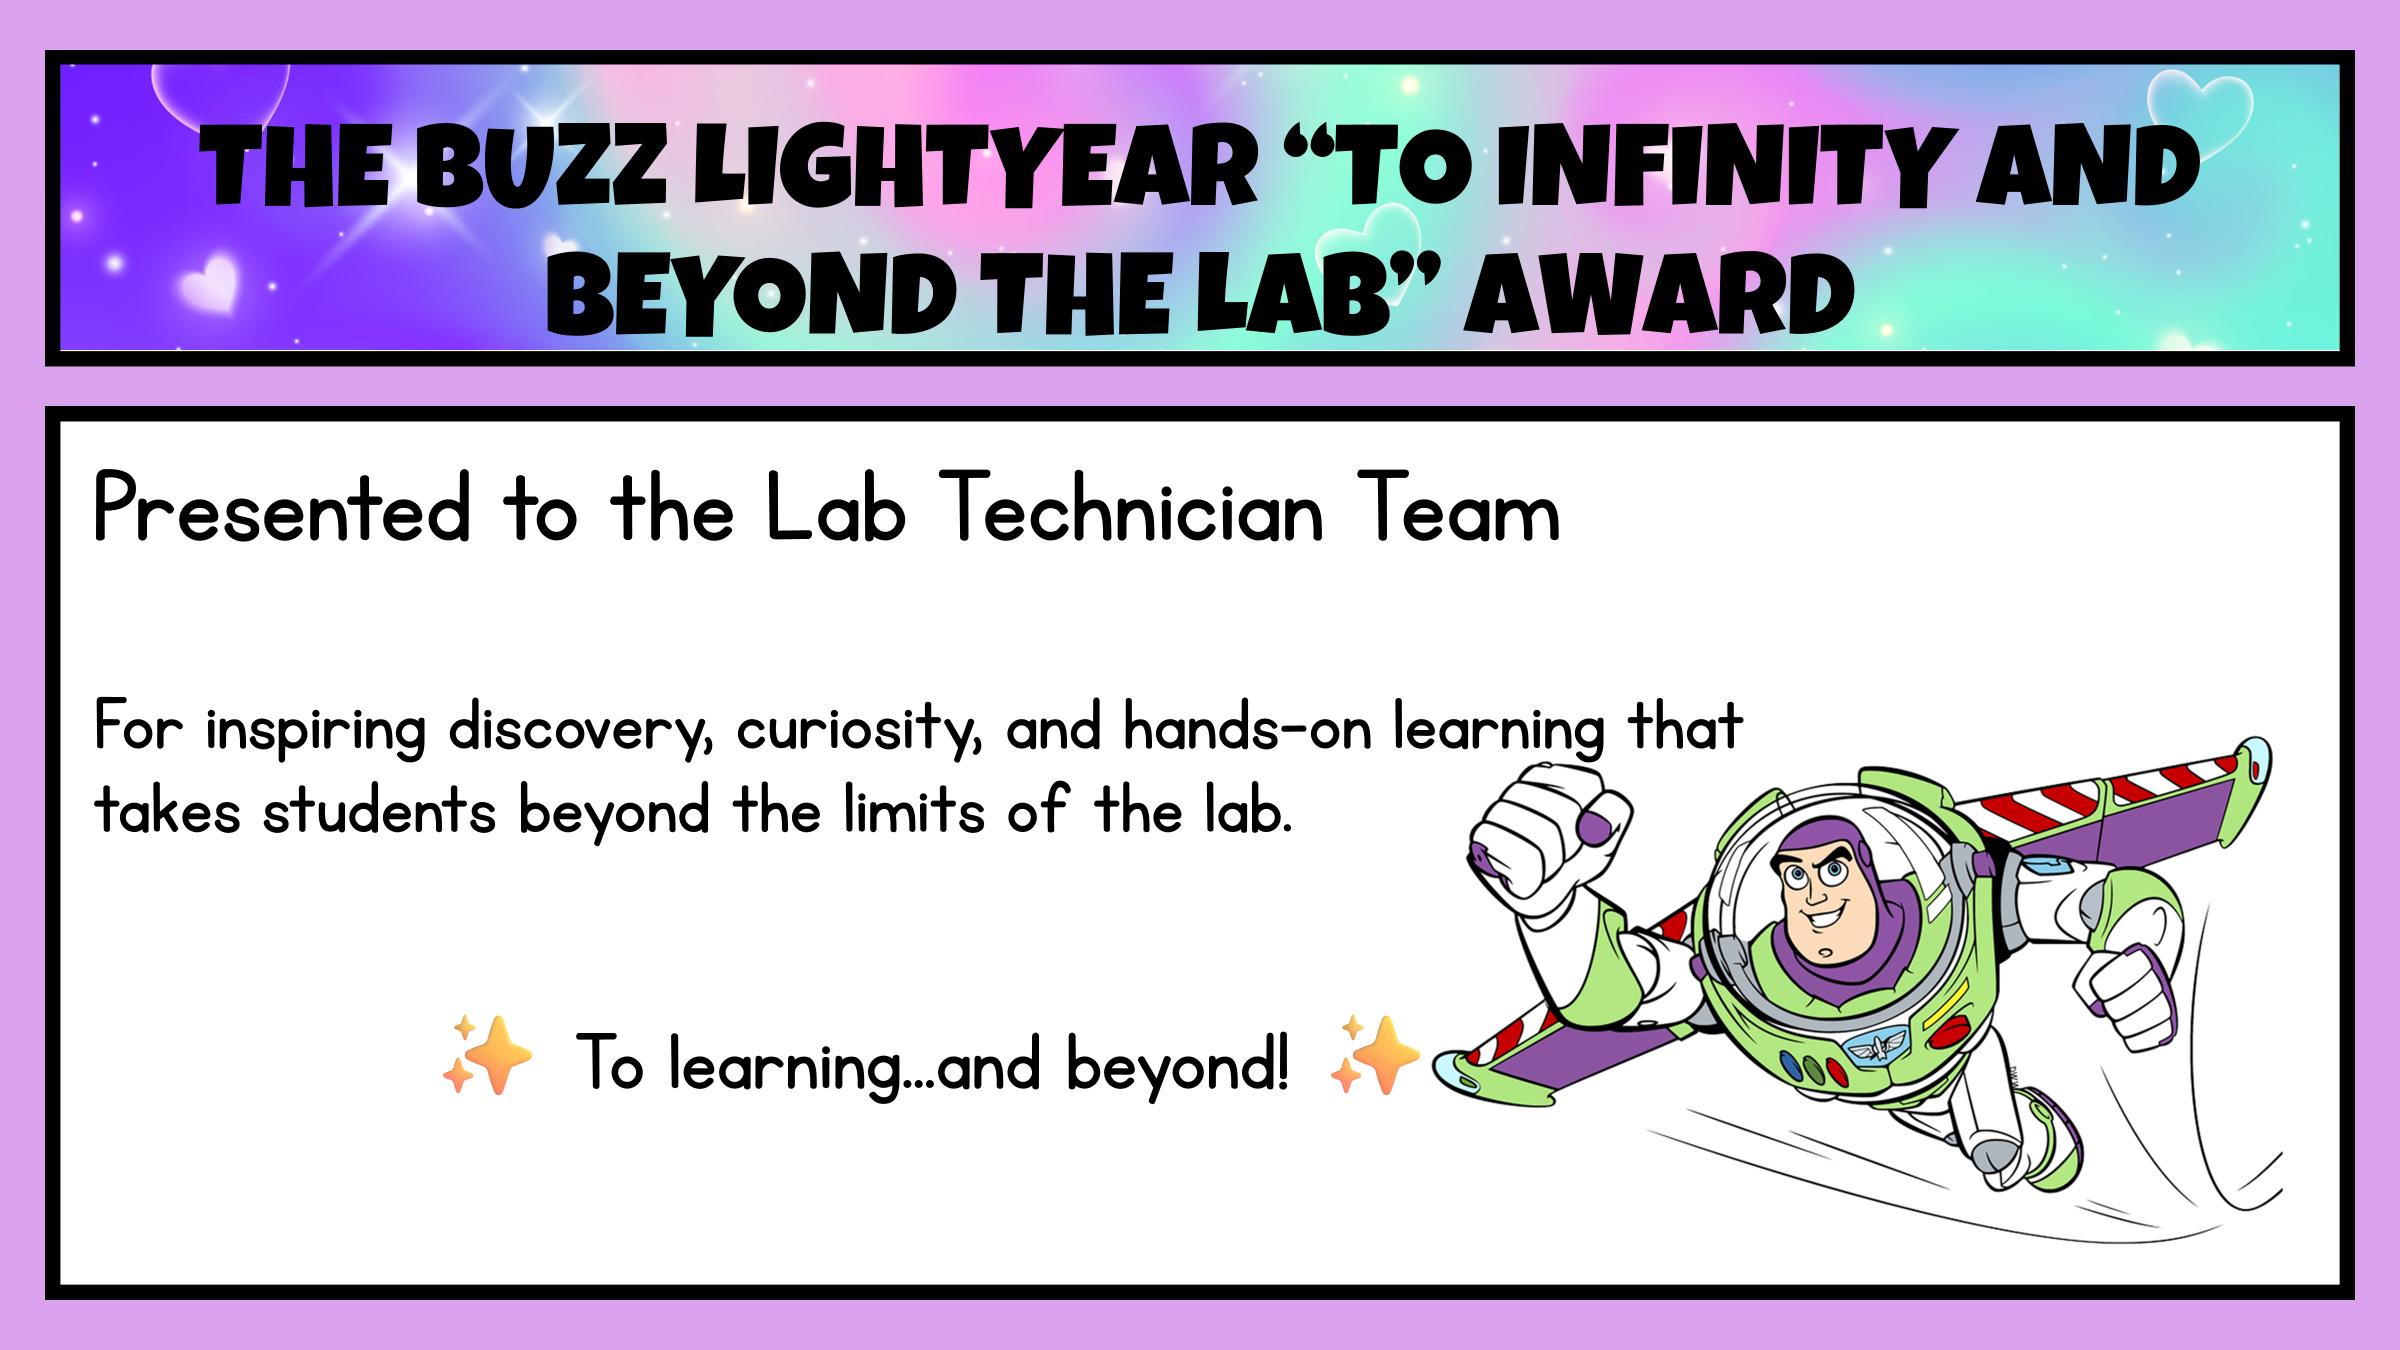 THE BUZZ LIGHTYEAR “TO INFINITY AND
BEYOND THE LAB” AWARD
Presented to the Lab Technician Team
For inspiring discovery, curiosity, and hands-on learning that
takes students beyond the limits of the lab.
✨ To learning...and beyond! ✨